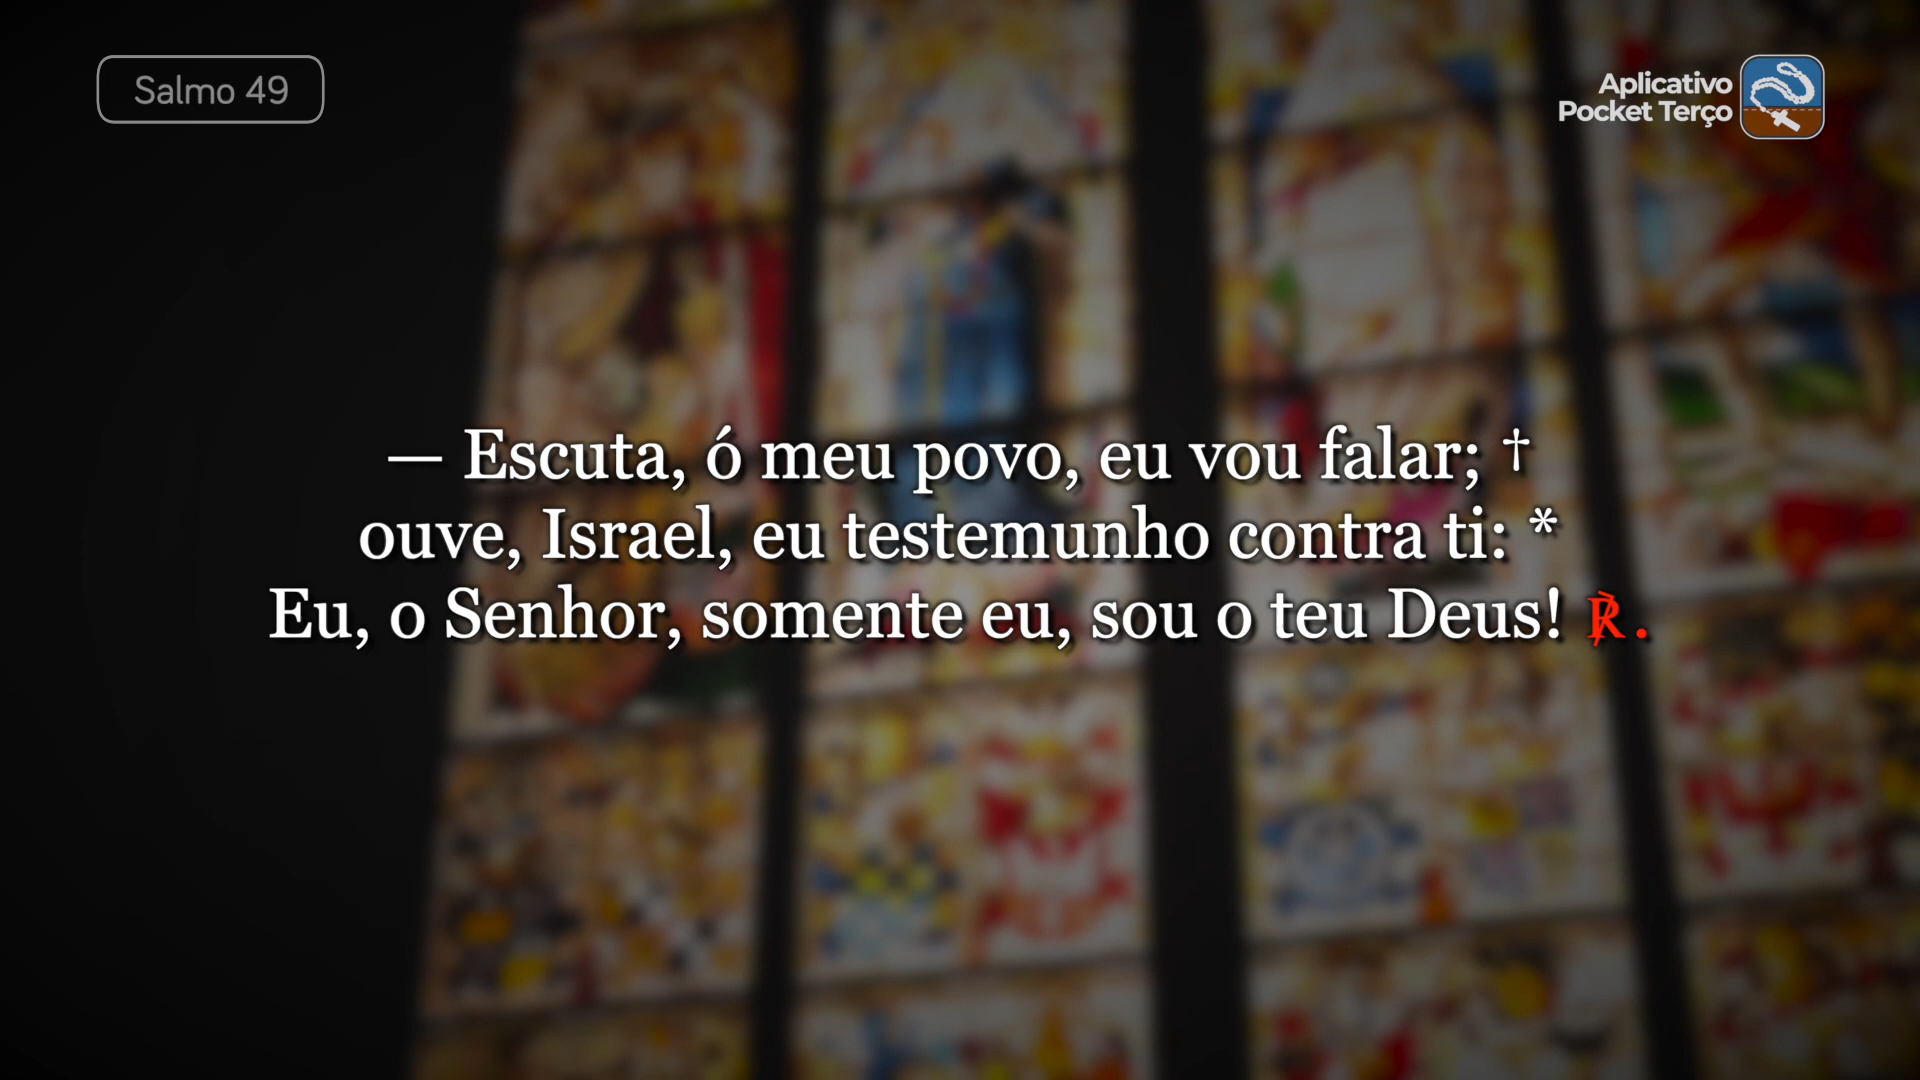 Salmo 49
Aplicativo
Pocket Terço
— Escuta, ó meu povo, eu vou falar; †
ouve, Israel, eu testemunho contra ti: *
Eu, o Senhor, somente eu, sou o teu Deus! ℟.